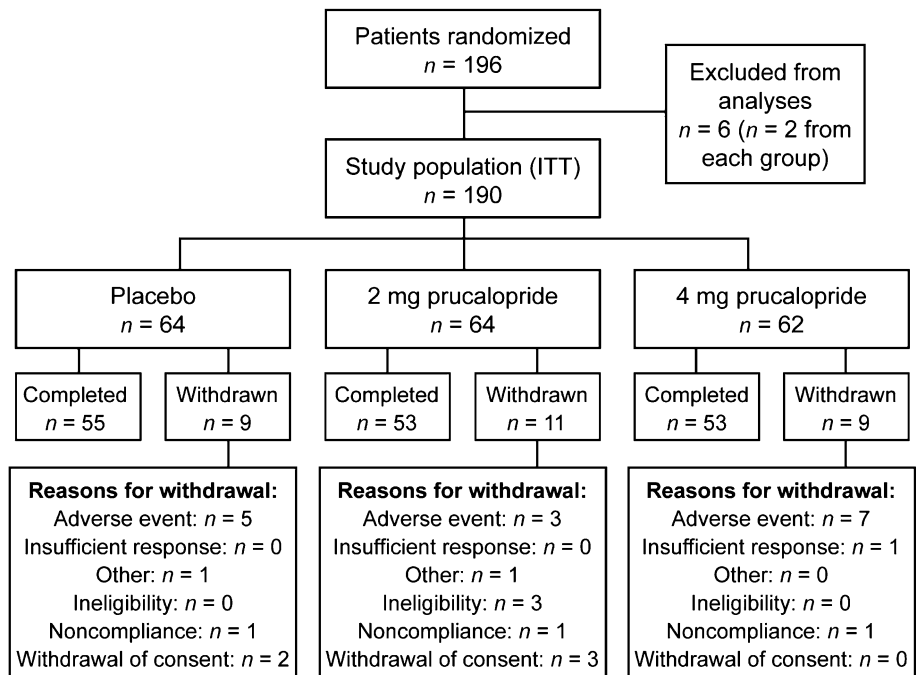 Patients randomized
n = 196
Excluded from
analyses
n = 6 (n = 2 from
each group)
Study population (ITT)
n = 190
Placebo
n = 64
2 mg prucalopride
n = 64
4 mg prucalopride
n = 62
Completed
n = 55
Withdrawn
n = 9
Completed
n = 53
Withdrawn
n = 11
Completed
n = 53
Withdrawn
n = 9
Reasons for withdrawal:
Adverse event: n = 5
Insufficient response: n = 0
Other: n = 1
Ineligibility: n = 0
Noncompliance: n = 1
Withdrawal of consent: n = 2
Reasons for withdrawal:
Adverse event: n = 3
Insufficient response: n = 0
Other: n = 1
Ineligibility: n = 3
Noncompliance: n = 1
Withdrawal of consent: n = 3
Reasons for withdrawal:
Adverse event: n = 7
Insufficient response: n = 1
Other: n = 0
Ineligibility: n = 0
Noncompliance: n = 1
Withdrawal of consent: n = 0